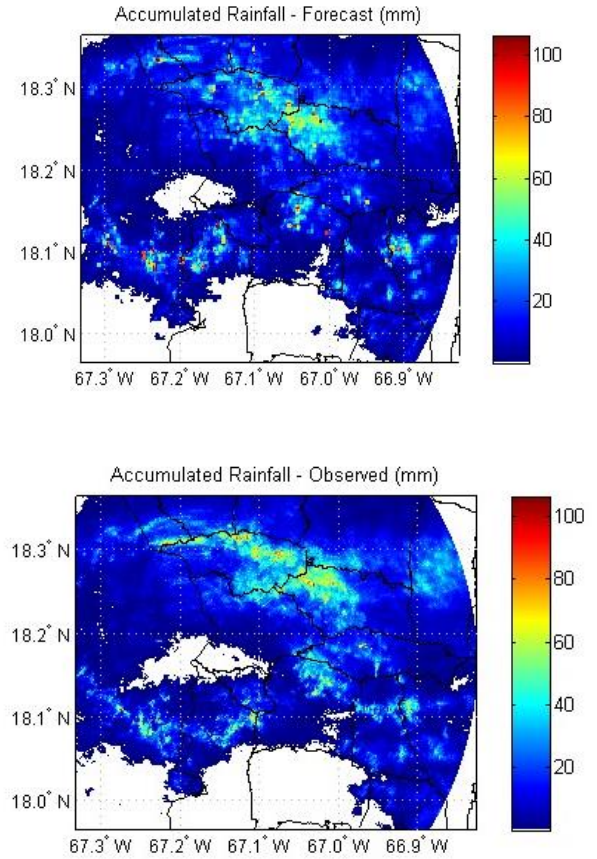 Accumulated Rainfall - Forecast (mm)
18.3° N
18.2° N
18.1° N
18.0° N
67.3° W 67.2° W 67.1° W 67.0° W 66.9° W
100
80
60
40
20
Accumulated Rainfall - Observed (mm)
18.3° N
18.2° N
18.1° N
18.0° N
67.3° W 67.2° W 67.1° W 67.0° W 66.9° W
100
80
60
40
20